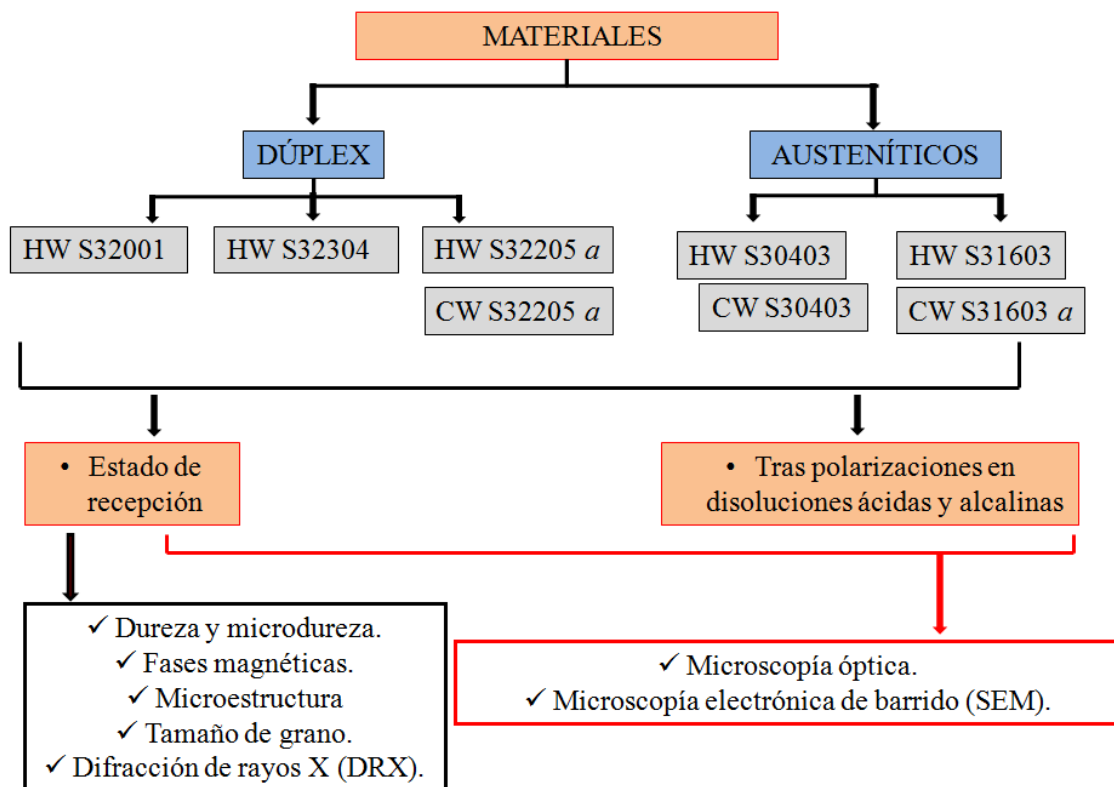 MATERIALES
DÚPLEX
AUSTENÍTICOS
HW S32001
HW S32304
HW S32205 a
HW S30403
HW S31603
CW S32205 a
CW S30403
CW S31603 a
• Estado de
recepción
• Tras polarizaciones en
disoluciones ácidas y alcalinas
✓ Dureza y microdureza.
✓ Fases magnéticas.
✓ Microestructura
✓ Tamaño de grano.
✓ Difracción de rayos X (DRX).
✓ Microscopía óptica.
✓ Microscopía electrónica de barrido (SEM).